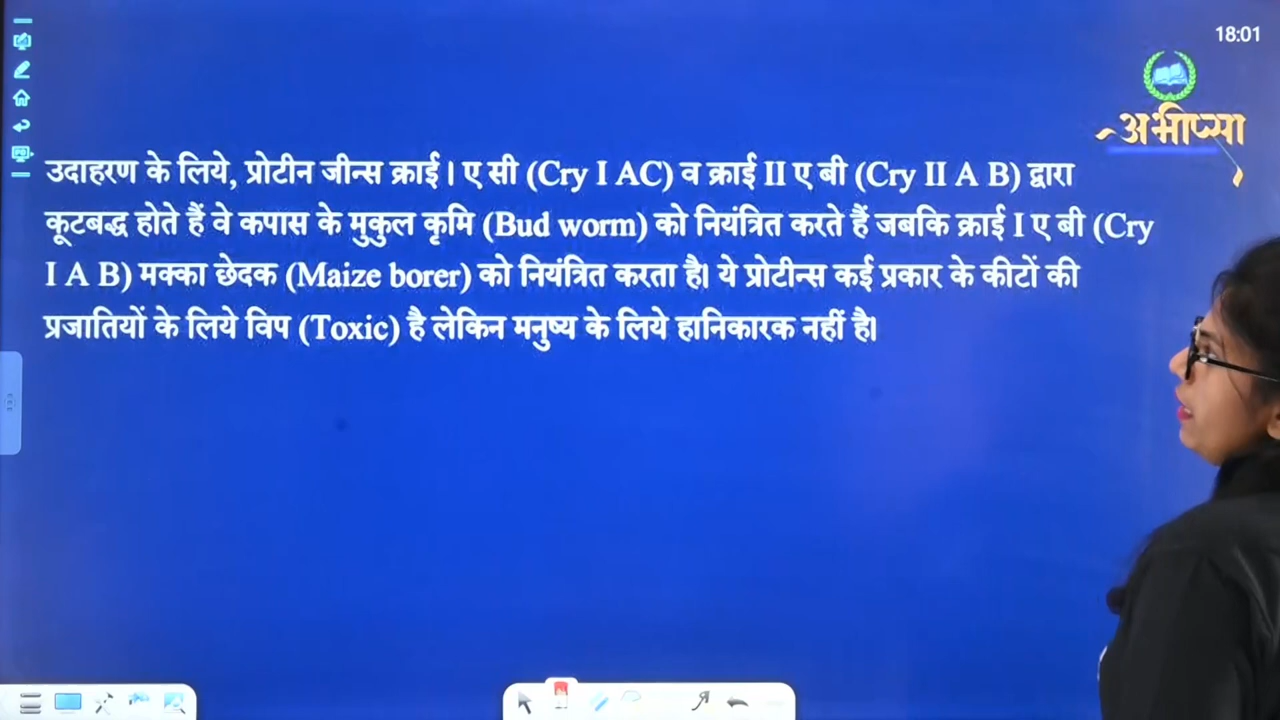 18:01
अभीप्सा
उदाहरण के लिये, प्रोटीन जीन्स क्राई। ए सी (Cry I AC) व क्राई II ए बी (Cry II A B) द्वारा
कूटबद्ध होते हैं वे कपास के मुकुल कृमि (Bud worm) को नियंत्रित करते हैं जबकि क्राई I ए बी (Cry
I A B) मक्का छेदक (Maize borer) को नियंत्रित करता है। ये प्रोटीन्स कई प्रकार के कीटों की
प्रजातियों के लिये विप (Toxic) है लेकिन मनुष्य के लिये हानिकारक नहीं है।